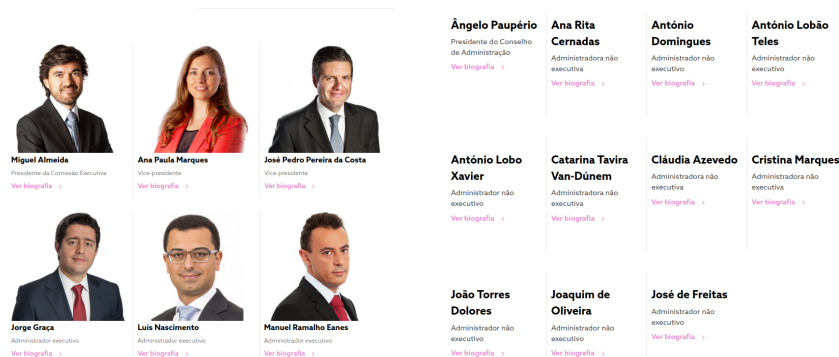 Miguel Almeida
Presidente da Comissão Executiva
Ver biografia
Ana Paula Marques
Vice-presidente
Ver biografia
José Pedro Pereira da Costa
Vice-presidente
Ver biografia
Jorge Graça
Administrador executivo
Ver biografia
Luís Nascimento
Administrador executivo
Ver biografia
Manuel Ramalho Eanes
Administrador executivo
Ver biografia
Ângelo Paupério
Presidente do Conselho
de Administração
Ver biografia
Ana Rita
Cernadas
Administradora não
executiva
Ver biografia
António
Domingues
Administrador não
executivo
Ver biografia
António Lobão
Teles
Administrador não
executivo
Ver biografia
António Lobo
Xavier
Administrador não
executivo
Ver biografia
Catarina Tavira
Van-Dúnem
Administradora não
executiva
Ver biografia
Cláudia Azevedo
Administradora não
executiva
Ver biografia
Cristina Marques
Administradora não
executiva
Ver biografia
João Torres
Dolores
Administrador não
executivo
Ver biografia
Joaquim de
Oliveira
Administrador não
executivo
Ver biografia
José de Freitas
Administrador não
executivo
Ver biografia